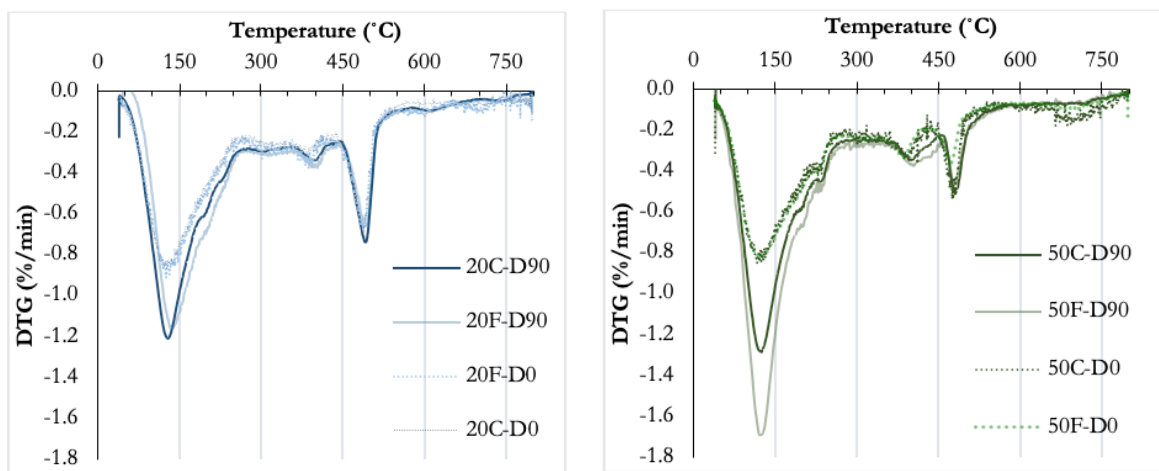 Temperature (˚C)
0 150 300 450 600 750
0.0
-0.2
-0.4
-0.6
-0.8
-1.0
-1.2
-1.4
-1.6
-1.8
DTG (%/min)
20C-D90
20F-D90
20F-D0
20C-D0
Temperature (˚C)
0 150 300 450 600 750
0.0
-0.2
-0.4
-0.6
-0.8
-1.0
-1.2
-1.4
-1.6
-1.8
DTG (%/min)
50C-D90
50F-D90
50C-D0
50F-D0